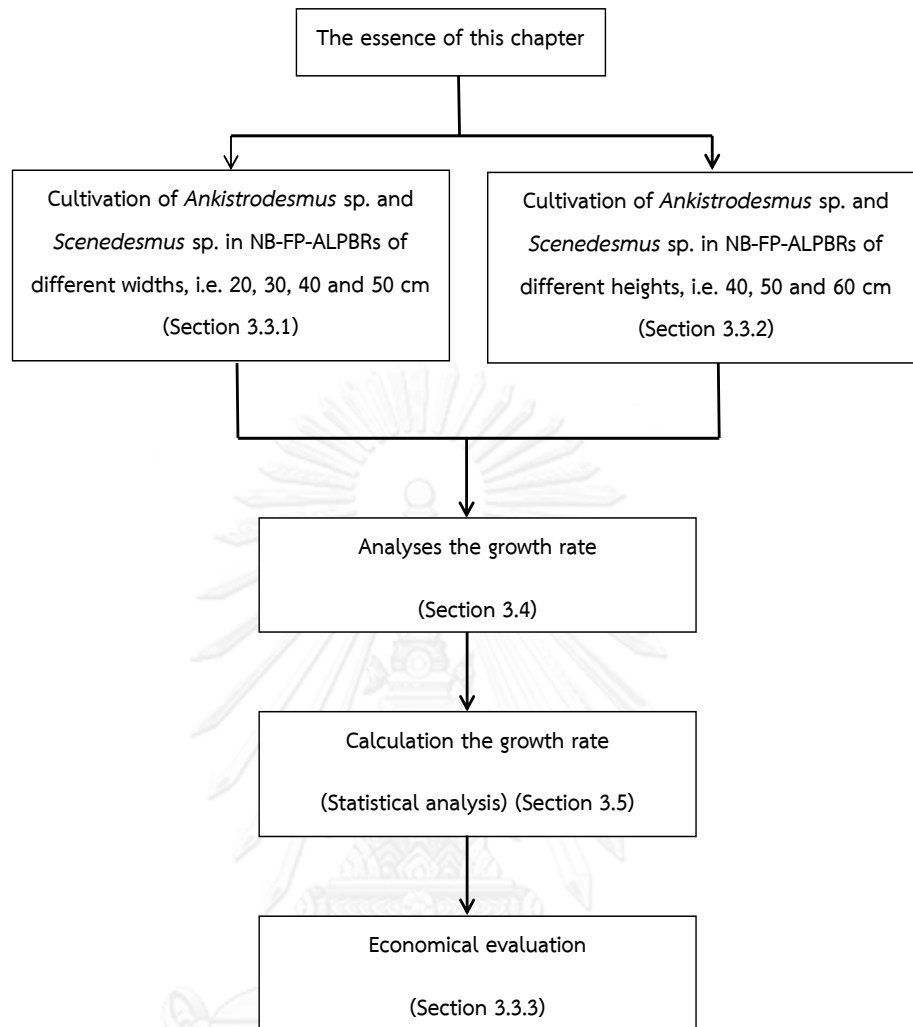 The essence of this chapter
Cultivation of Ankistrodesmus sp. and
Scenedesmus sp. in NB-FP-ALPBRs of
different widths, i.e. 20, 30, 40 and 50 cm
(Section 3.3.1)
Cultivation of Ankistrodesmus sp. and
Scenedesmus sp. in NB-FP-ALPBRs of
different heights, i.e. 40, 50 and 60 cm
(Section 3.3.2)
Analyses the growth rate
(Section 3.4)
Calculation the growth rate
(Statistical analysis) (Section 3.5)
Economical evaluation
(Section 3.3.3)